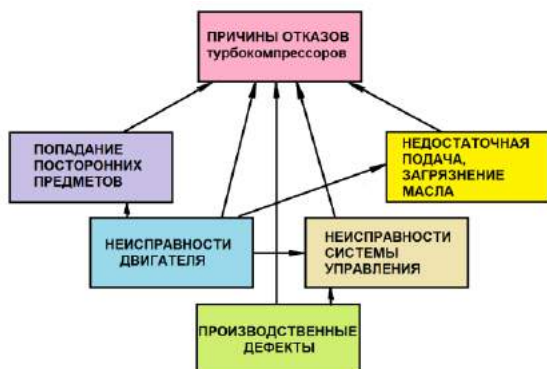 ПРИЧИНЫ ОТКАЗОВ
турбокомпрессоров
ПОПАДАНИЕ
ПОСТОРОННИХ
ПРЕДМЕТОВ
НЕДОСТАТОЧНАЯ
ПОДАЧА,
ЗАГРЯЗНЕНИЕ
МАСЛА
НЕИСПРАВНОСТИ
ДВИГАТЕЛЯ
НЕИСПРАВНОСТИ
СИСТЕМЫ
УПРАВЛЕНИЯ
ПРОИЗВОДСТВЕННЫЕ
ДЕФЕКТЫ